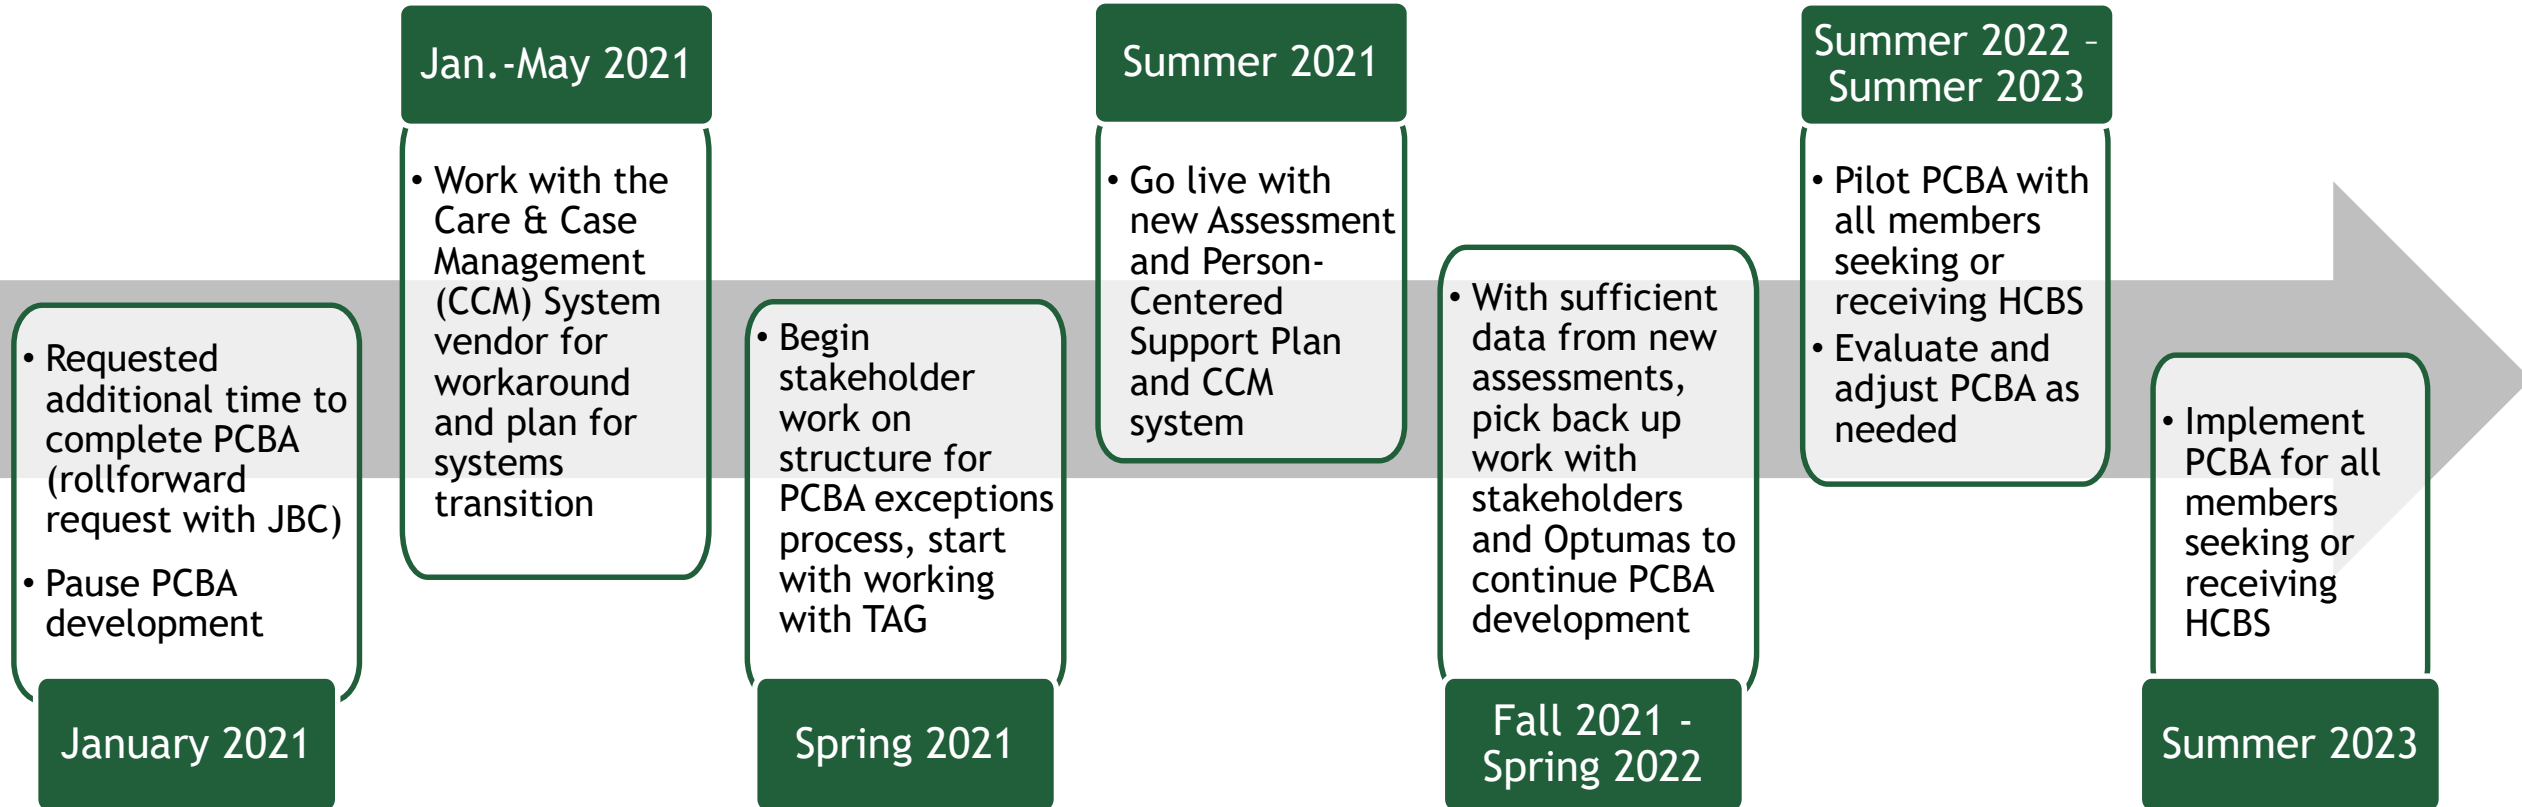 • Requested
additional time to
complete PCBA
(rollforward
request with JBC)
• Pause PCBA
development
January 2021
Jan.-May 2021
• Work with the
Care & Case
Management
(CCM) System
vendor for
workaround
and plan for
systems
transition
• Begin
stakeholder
work on
structure for
PCBA exceptions
process, start
with working
with TAG
Spring 2021
Summer 2021
• Go live with
new Assessment
and Person-
Centered
Support Plan
and CCM
system
• With sufficient
data from new
assessments,
pick back up
work with
stakeholders
and Optumas to
continue PCBA
development
Fall 2021 -
Spring 2022
Summer 2022 –
Summer 2023
• Pilot PCBA with
all members
seeking or
receiving HCBS
• Evaluate and
adjust PCBA as
needed
• Implement
PCBA for all
members
seeking or
receiving
HCBS
Summer 2023